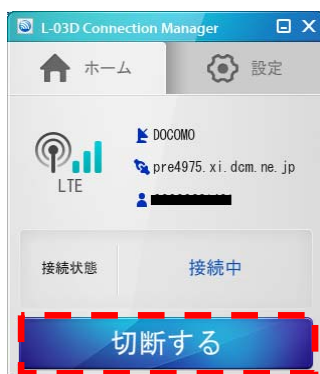 L-03D Connection Manager
ホーム
設定
DOCOMO
LTE
pre4975.xi.dcm.ne.jp
接続状態
接続中
切断する